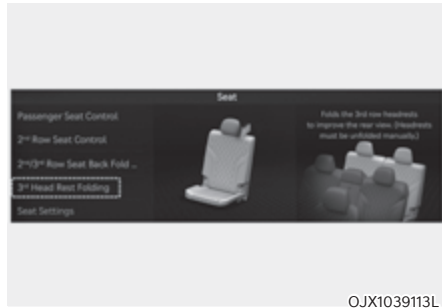 Seat
Passenger Seat Control
2nd Row Seat Control
2nd/3rd Row Seat Back Fold ...
3rd Head Rest Folding
Seat Settings
Folds the 3rd row headrests
to improve the rear view. (Headrests
must be unfolded manually.)
OJX1039113L